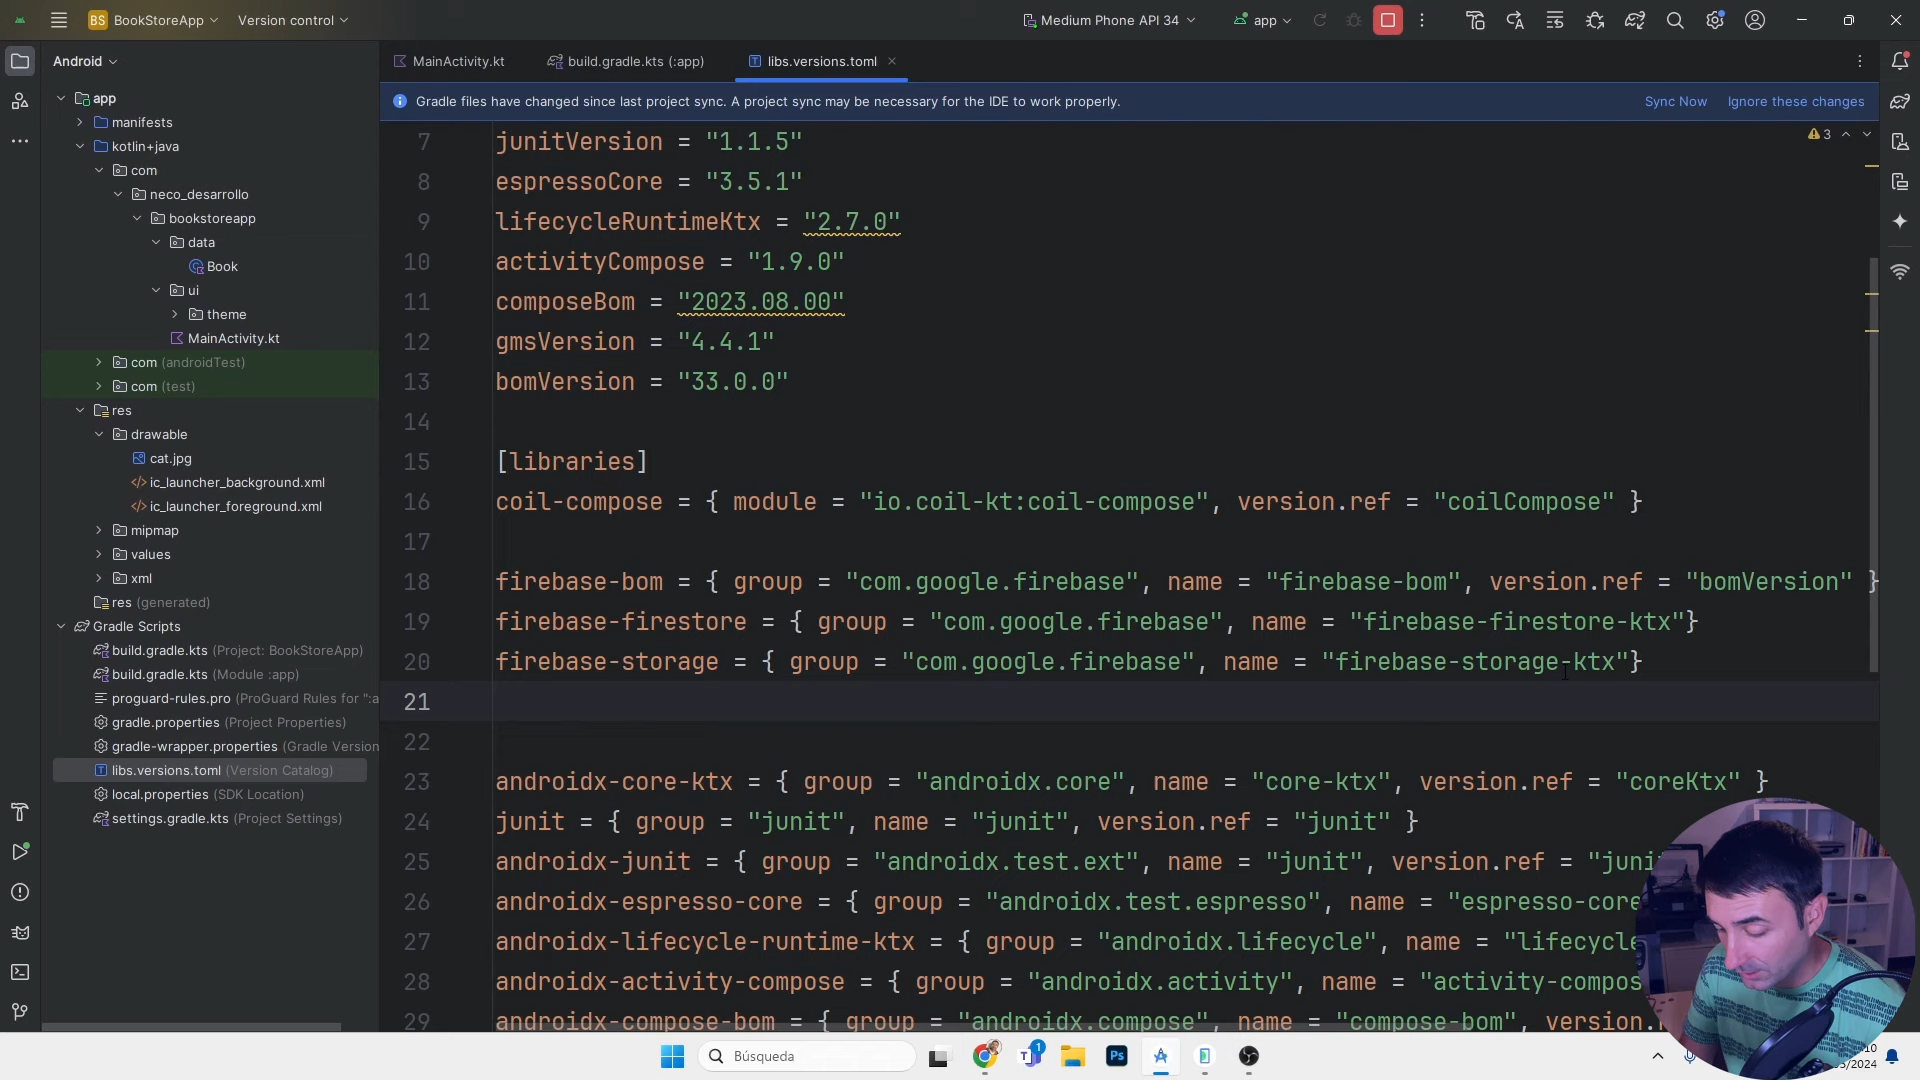 BS BookStoreApp Version control Medium Phone API 34 app
Android
MainActivity.kt build.gradle.kts (:app) libs.versions.toml
Gradle files have changed since last project sync. A project sync may be necessary for the IDE to work properly. Sync Now Ignore these changes
3
app
manifests
kotlin+java
com
neco_desarrollo
bookstoreapp
data
Book
ui
theme
MainActivity.kt
com (androidTest)
com (test)
res
drawable
cat.jpg
ic_launcher_background.xml
ic_launcher_foreground.xml
mipmap
values
xml
res (generated)
Gradle Scripts
build.gradle.kts (Project: BookStoreApp)
build.gradle.kts (Module :app)
proguard-rules.pro (ProGuard Rules for ":a
gradle.properties (Project Properties)
gradle-wrapper.properties (Gradle Version
libs.versions.toml (Version Catalog)
local.properties (SDK Location)
settings.gradle.kts (Project Settings)
7 junitVersion = "1.1.5"
8 espressoCore = "3.5.1"
9 lifecycleRuntimeKtx = "2.7.0"
10 activityCompose = "1.9.0"
11 composeBom = "2023.08.00"
12 gmsVersion = "4.4.1"
13 bomVersion = "33.0.0"
14
15 [libraries]
16 coil-compose = { module = "io.coil-kt:coil-compose", version.ref = "coilCompose" }
17
18 firebase-bom = { group = "com.google.firebase", name = "firebase-bom", version.ref = "bomVersion" }
19 firebase-firestore = { group = "com.google.firebase", name = "firebase-firestore-ktx"}
20 firebase-storage = { group = "com.google.firebase", name = "firebase-storage-ktx"}
21
22
23 androidx-core-ktx = { group = "androidx.core", name = "core-ktx", version.ref = "coreKtx" }
24 junit = { group = "junit", name = "junit", version.ref = "junit" }
25 androidx-junit = { group = "androidx.test.ext", name = "junit", version.ref = "juni
26 androidx-espresso-core = { group = "androidx.test.espresso", name = "espresso-core
27 androidx-lifecycle-runtime-ktx = { group = "androidx.lifecycle", name = "lifecycle
28 androidx-activity-compose = { group = "androidx.activity", name = "activity-compos
29 androidx-compose-bom = { group = "androidx.compose", name = "compose-bom", version.
Búsqueda
T 1
Ps
10
/2024